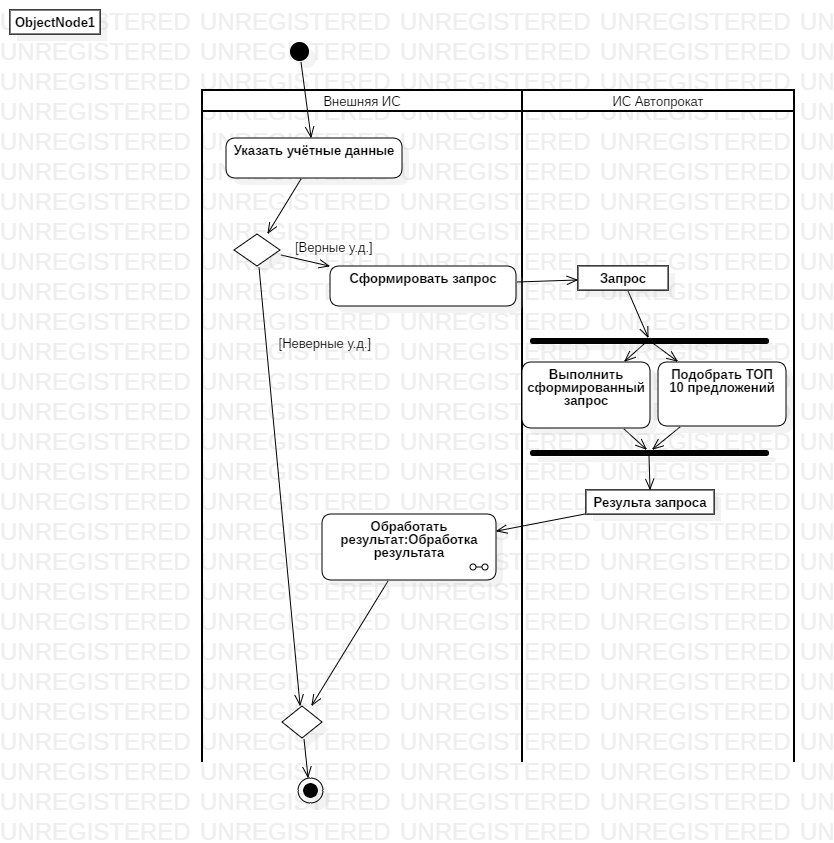 ObjectNode1
Внешняя ИС
ИС Автопрокат
Указать учётные данные
[Верные у.д.]
Сформировать запрос
Запрос
[Неверные у.д.]
Выполнить
сформированный
запрос
Подобрать ТОП
10 предложений
Результа запроса
Обработать
результат:Обработка
результата
UNREGISTERED